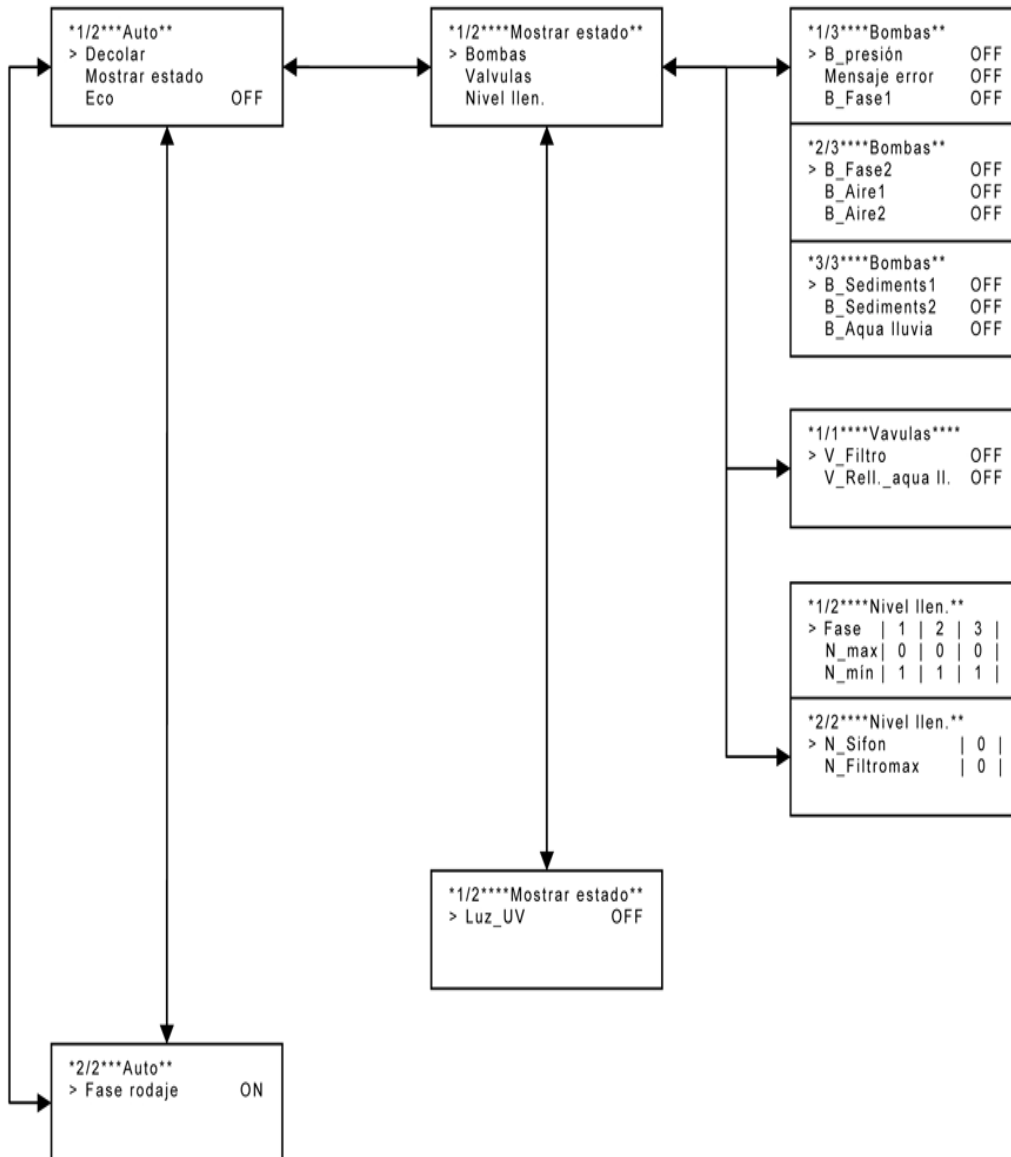 *1/2***Auto**
> Decolar
Mostrar estado
Eco OFF
*1/2****Mostrar estado**
> Bombas
Valvulas
Nivel llen.
*1/3****Bombas**
> B_presión OFF
Mensaje error OFF
B_Fase1 OFF
*2/3****Bombas**
> B_Fase2 OFF
B_Aire1 OFF
B_Aire2 OFF
*3/3****Bombas**
> B_Sediments1 OFF
B_Sediments2 OFF
B_Aqua lluvia OFF
*1/1****Vavulas****
> V_Filtro OFF
V_Rell._aqua ll. OFF
*1/2****Nivel llen.**
> Fase | 1 | 2 | 3 |
N_max| 0 | 0 | 0 |
N_mín | 1 | 1 | 1 |
*2/2****Nivel llen.**
> N_Sifon | 0 |
N_Filtromax | 0 |
*1/2****Mostrar estado**
> Luz_UV OFF
*2/2***Auto**
> Fase rodaje ON